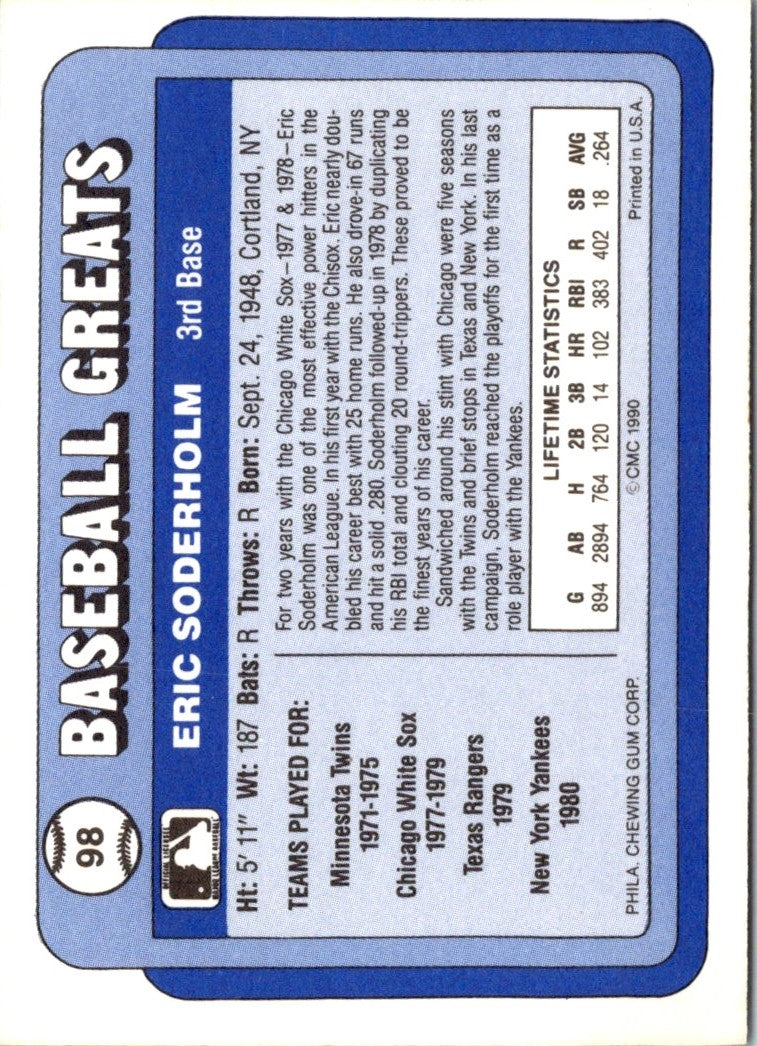 98
BASEBALL GREATS
OFFICIAL LICENSEE
MAJOR LEAGUE BASEBALL
ERIC SODERHOLM 3rd Base
Ht: 5' 11" Wt: 187 Bats: R Throws: R Born: Sept. 24, 1948, Cortland, NY
TEAMS PLAYED FOR:
Minnesota Twins
1971-1975
Chicago White Sox
1977-1979
Texas Rangers
1979
New York Yankees
1980
For two years with the Chicago White Sox–1977 & 1978–Eric
Soderholm was one of the most effective power hitters in the
American League. In his first year with the Chisox. Eric nearly dou-
bled his career best with 25 home runs. He also drove-in 67 runs
and hit a solid .280. Soderholm followed-up in 1978 by duplicating
his RBI total and clouting 20 round-trippers. These proved to be
the finest years of his career.
Sandwiched around his stint with Chicago were five seasons
with the Twins and brief stops in Texas and New York. In his last
campaign, Soderholm reached the playoffs for the first time as a
role player with the Yankees.
LIFETIME STATISTICS
G AB H 2B 3B HR RBI R SB AVG
894 2894 764 120 14 102 383 402 18 .264
PHILA. CHEWING GUM CORP. © CMC 1990 Printed in U.S.A.